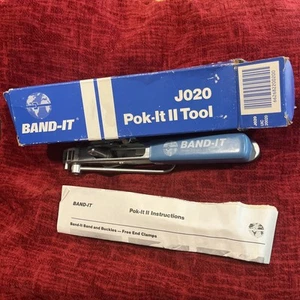 J020
Pok-It II Tool
BAND-IT
BAND-IT
BAND-IT
Pok-It II Instructions
Band-It Band and Buckles — Free End Clamps